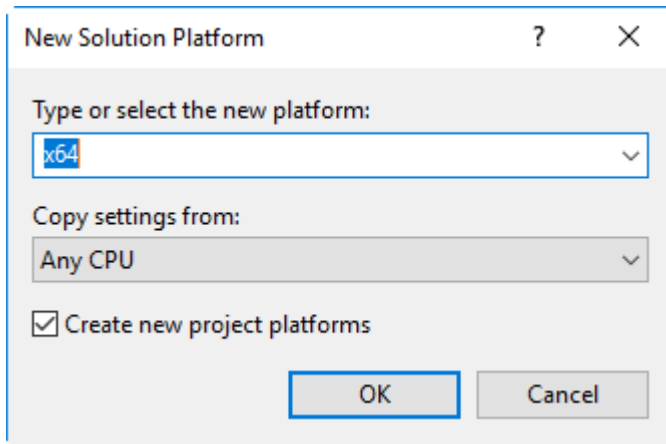 New Solution Platform ?
Type or select the new platform:
x64
Copy settings from:
Any CPU
Create new project platforms
OK Cancel